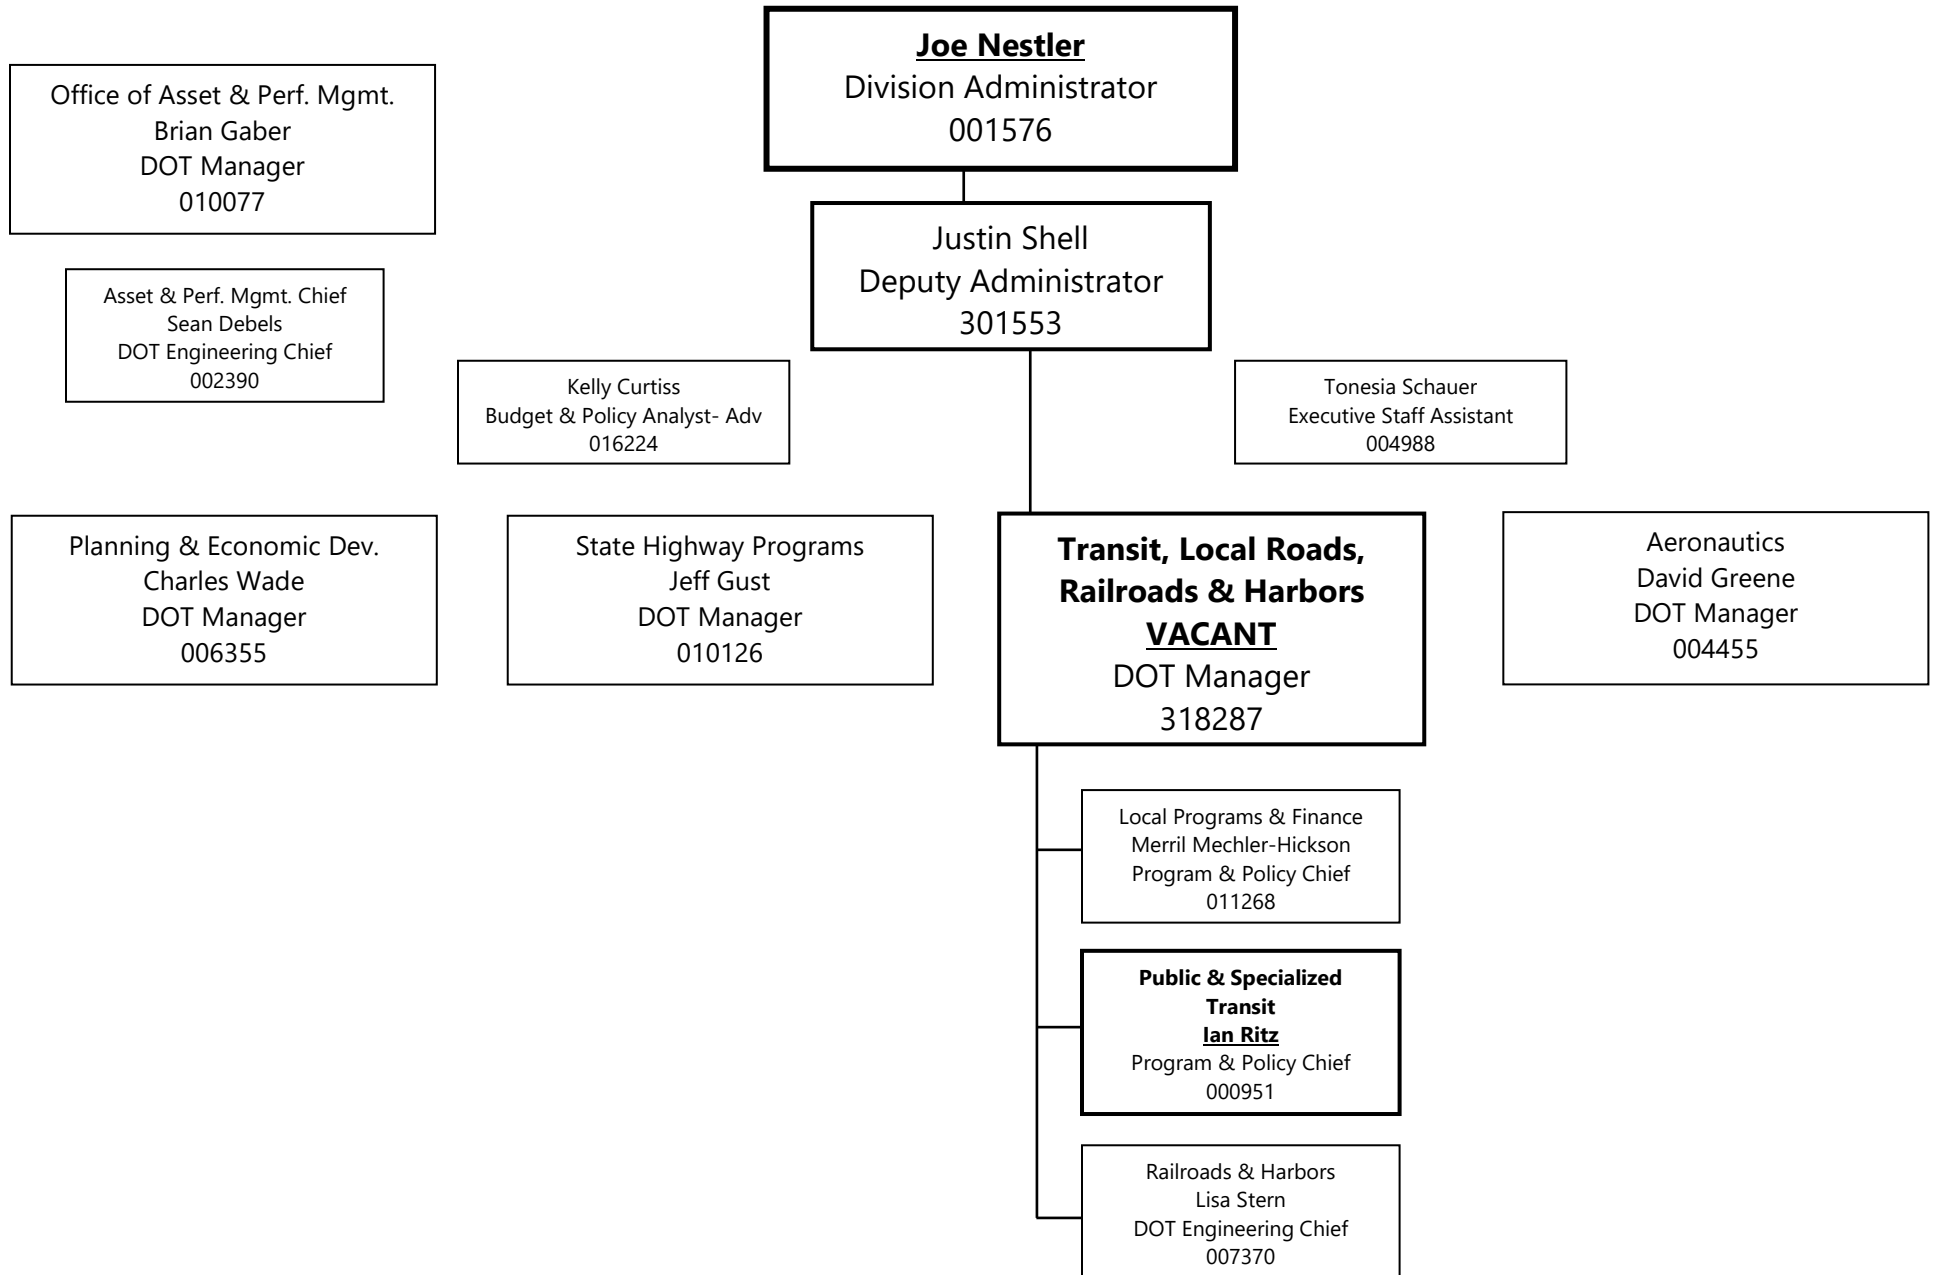 Joe Nestler
Division Administrator
001576
Office of Asset & Perf. Mgmt.
Brian Gaber
DOT Manager
010077
Justin Shell
Deputy Administrator
301553
Asset & Perf. Mgmt. Chief
Sean Debels
DOT Engineering Chief
002390
Kelly Curtiss
Budget & Policy Analyst- Adv
016224
Tonesia Schauer
Executive Staff Assistant
004988
Planning & Economic Dev.
Charles Wade
DOT Manager
006355
State Highway Programs
Jeff Gust
DOT Manager
010126
Transit, Local Roads,
Railroads & Harbors
VACANT
DOT Manager
318287
Aeronautics
David Greene
DOT Manager
004455
Local Programs & Finance
Merril Mechler-Hickson
Program & Policy Chief
011268
Public & Specialized
Transit
Ian Ritz
Program & Policy Chief
000951
Railroads & Harbors
Lisa Stern
DOT Engineering Chief
007370